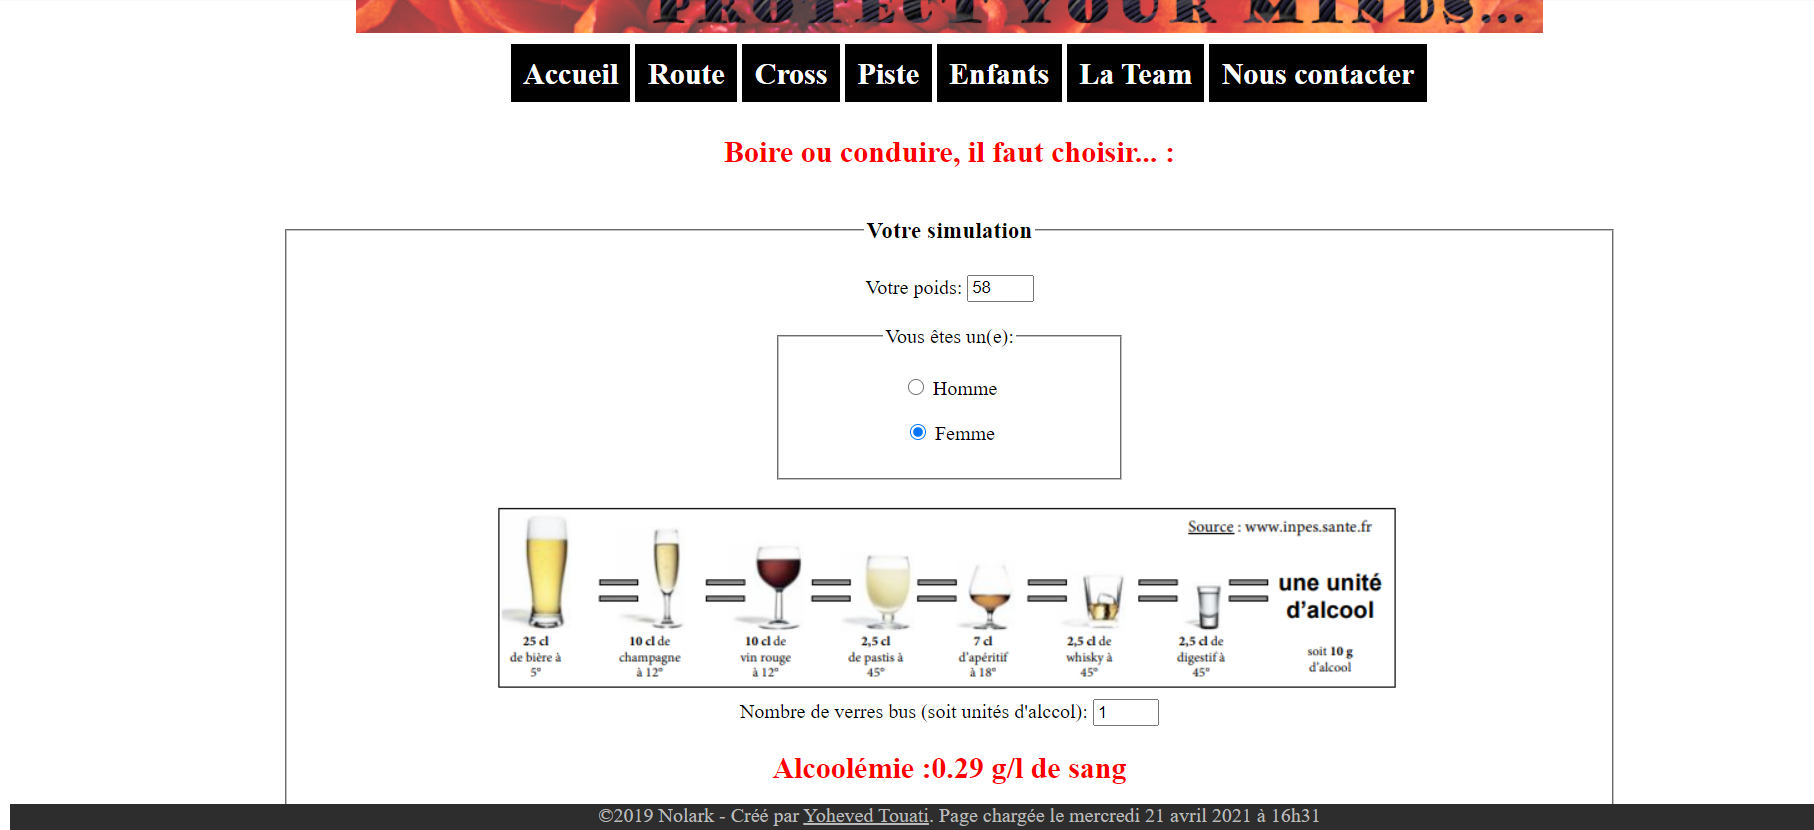 PROTECT YOUR MINDS...
Accueil Route Cross Piste Enfants La Team Nous contacter
Boire ou conduire, il faut choisir... :
Votre simulation
Votre poids: 58
Vous êtes un(e):
Homme
Femme
Source : www.inpes.sante.fr
une unité
d'alcool
25 cl
de bière à
5°
10 cl de
champagne
à 12°
10 cl de
vin rouge
à 12°
2,5 cl
de pastis à
45°
7 cl
d'apéritif
à 18°
2,5 cl de
whisky à
45°
2,5 cl de
digestif à
45°
soit 10 g
d'alcool
Nombre de verres bus (soit unités d'alccol): 1
Alcoolémie :0.29 g/l de sang
©2019 Nolark - Créé par Yoheved Touati. Page chargée le mercredi 21 avril 2021 à 16h31